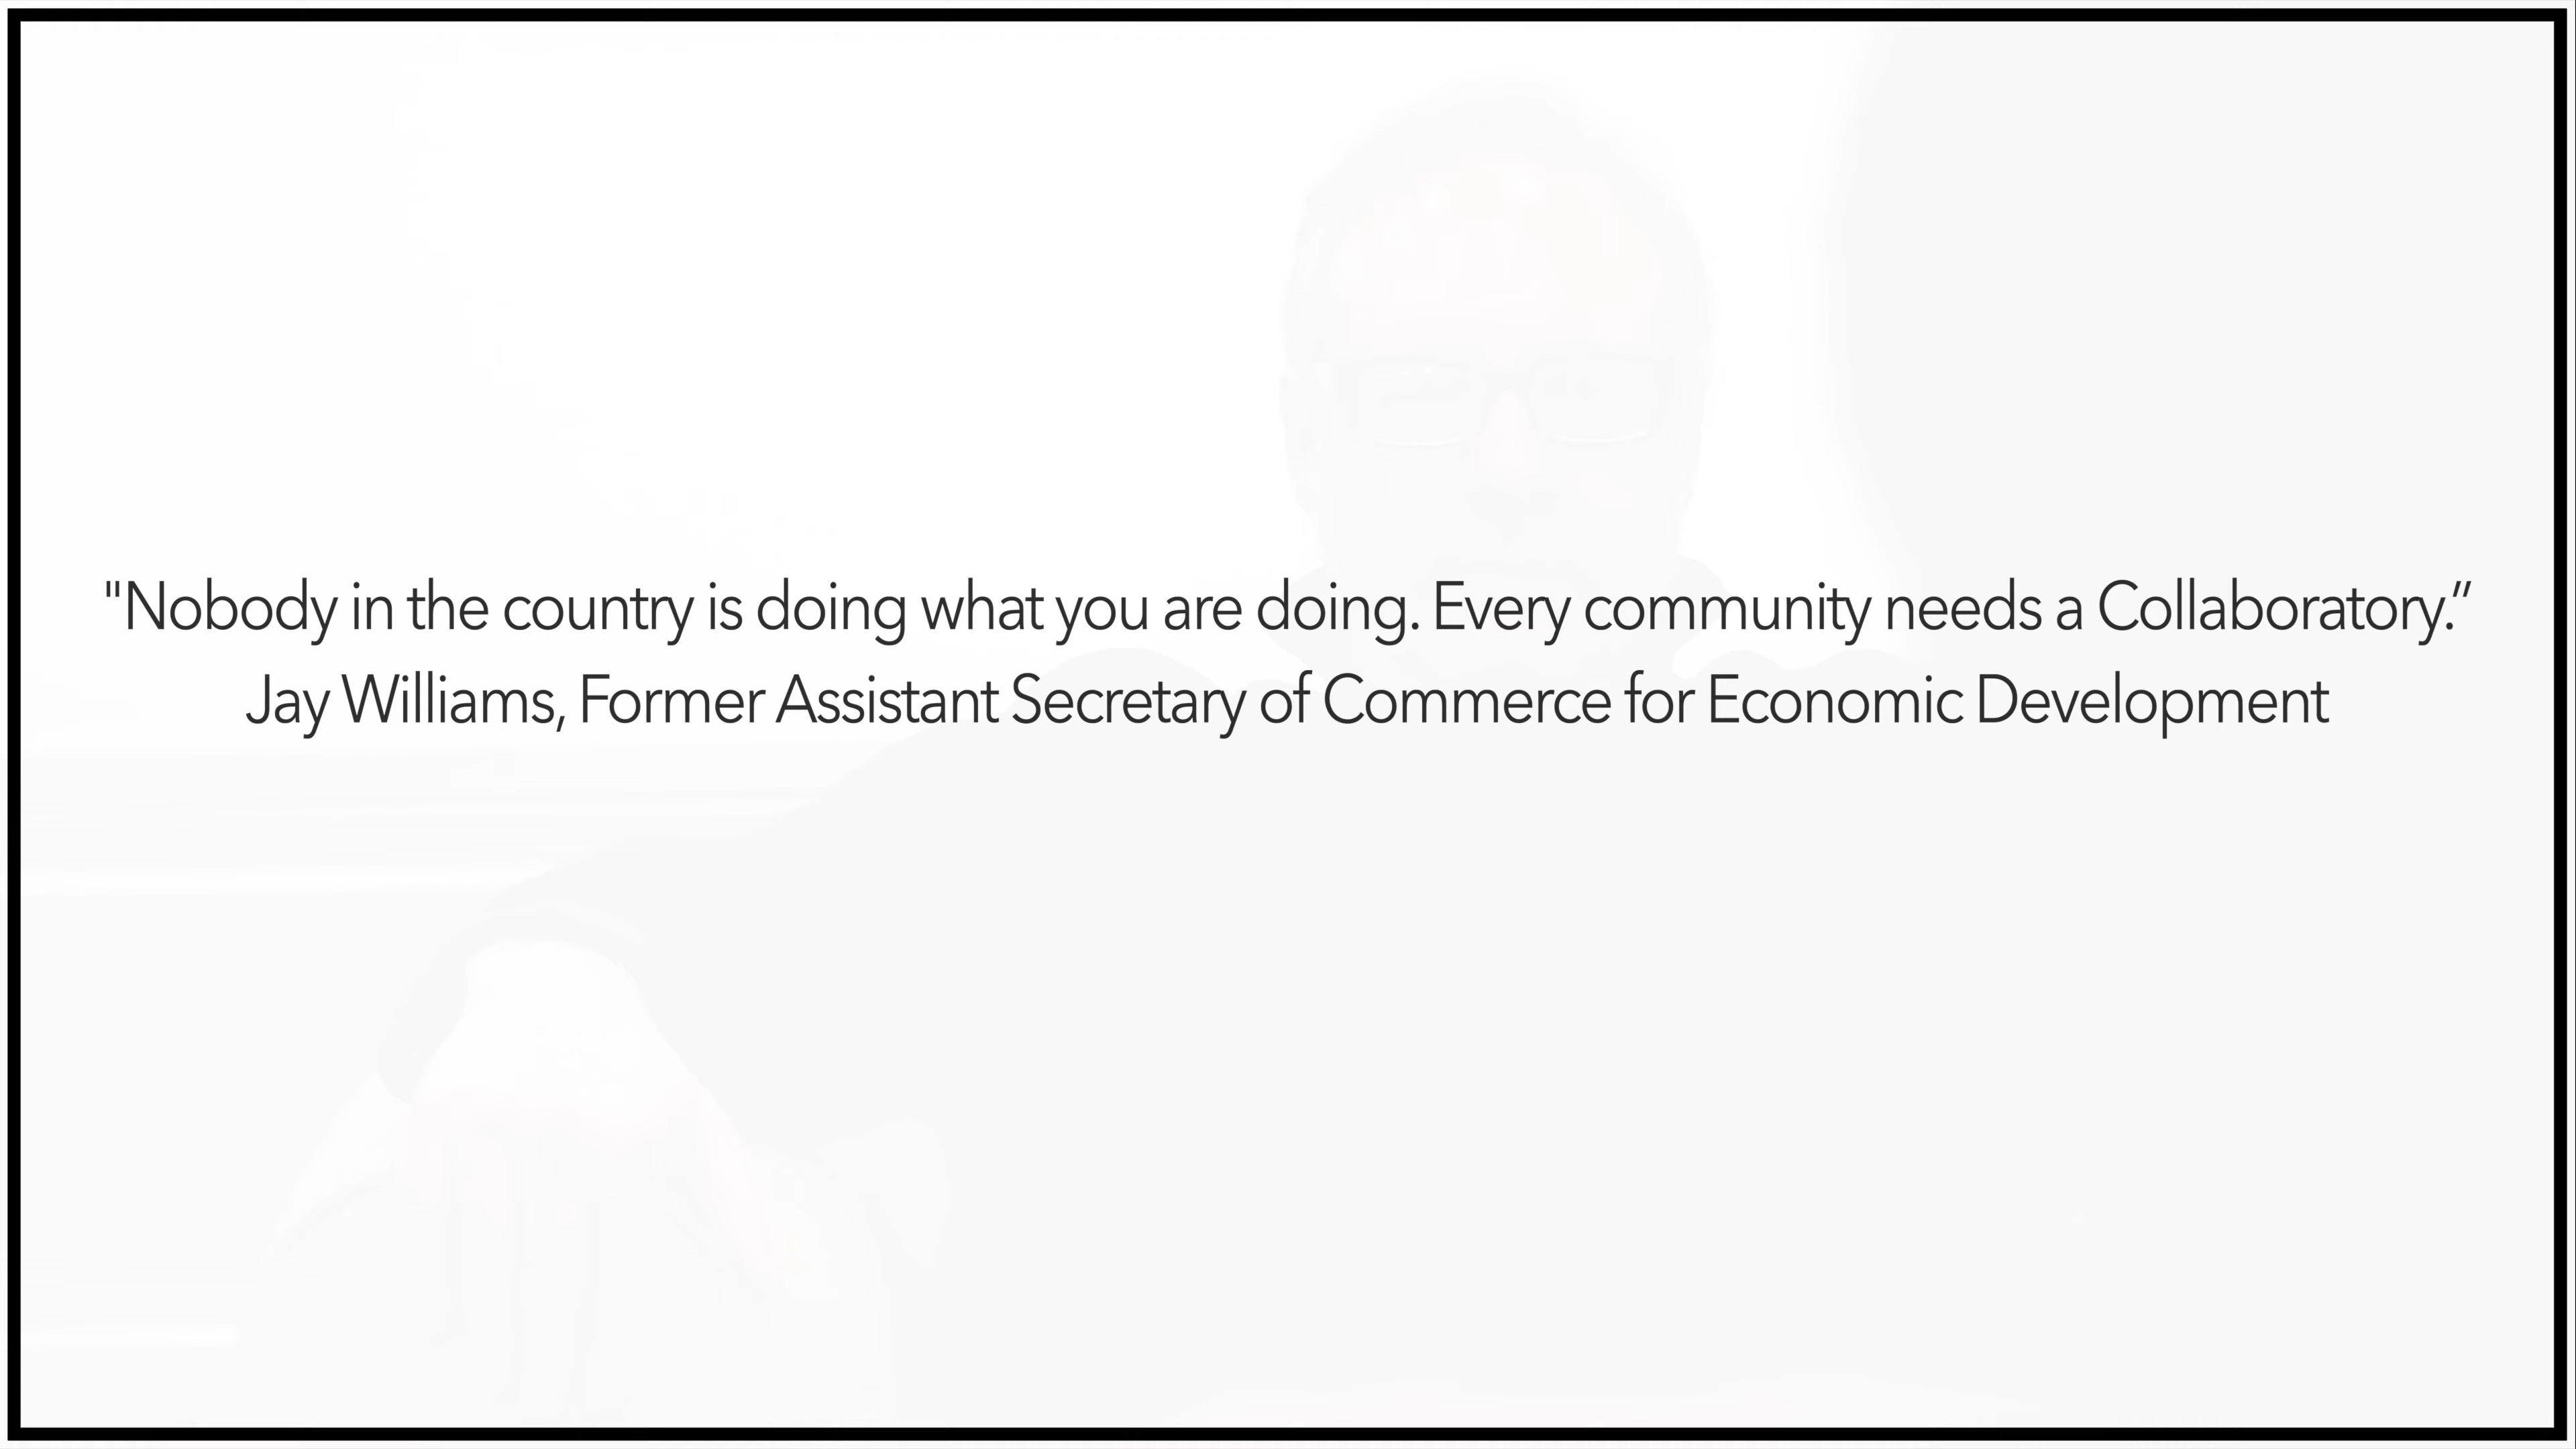 "Nobody in the country is doing what you are doing. Every community needs a Collaboratory.”
Jay Williams, Former Assistant Secretary of Commerce for Economic Development